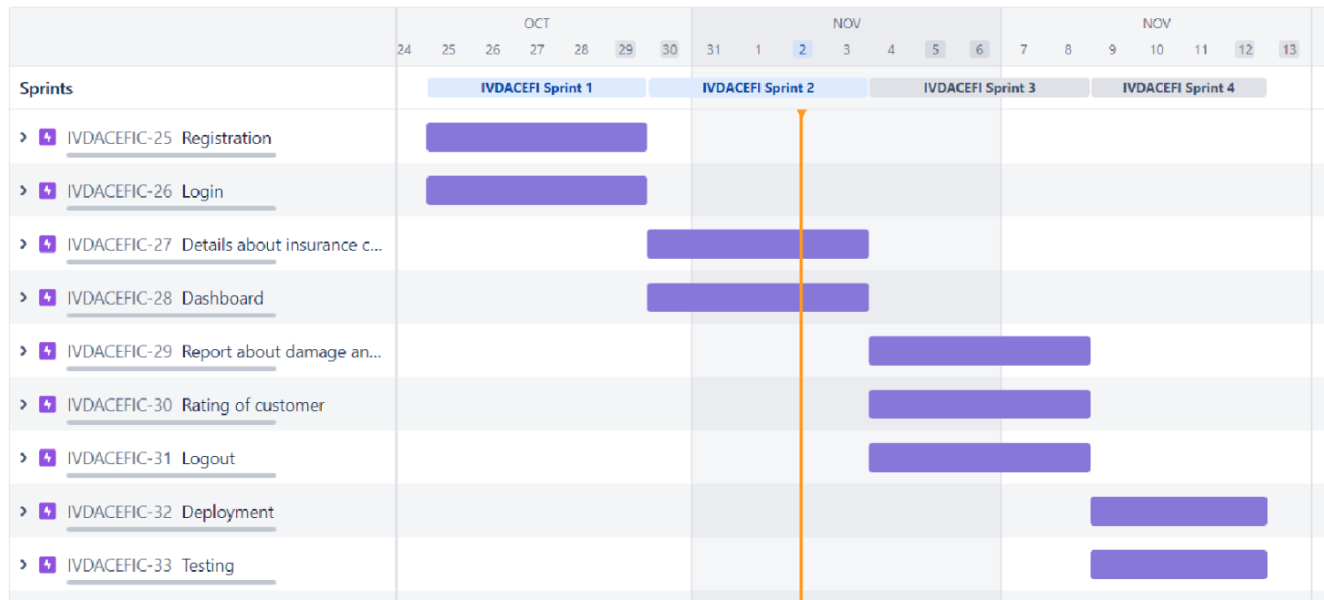 OCT NOV NOV
24 25 26 27 28 29 30 31 1 2 3 4 5 6 7 8 9 10 11 12 13
Sprints IVDACEFI Sprint 1 IVDACEFI Sprint 2 IVDACEFI Sprint 3 IVDACEFI Sprint 4
IVDACEFIC-25 Registration
IVDACEFIC-26 Login
IVDACEFIC-27 Details about insurance c...
IVDACEFIC-28 Dashboard
IVDACEFIC-29 Report about damage an...
IVDACEFIC-30 Rating of customer
IVDACEFIC-31 Logout
IVDACEFIC-32 Deployment
IVDACEFIC-33 Testing